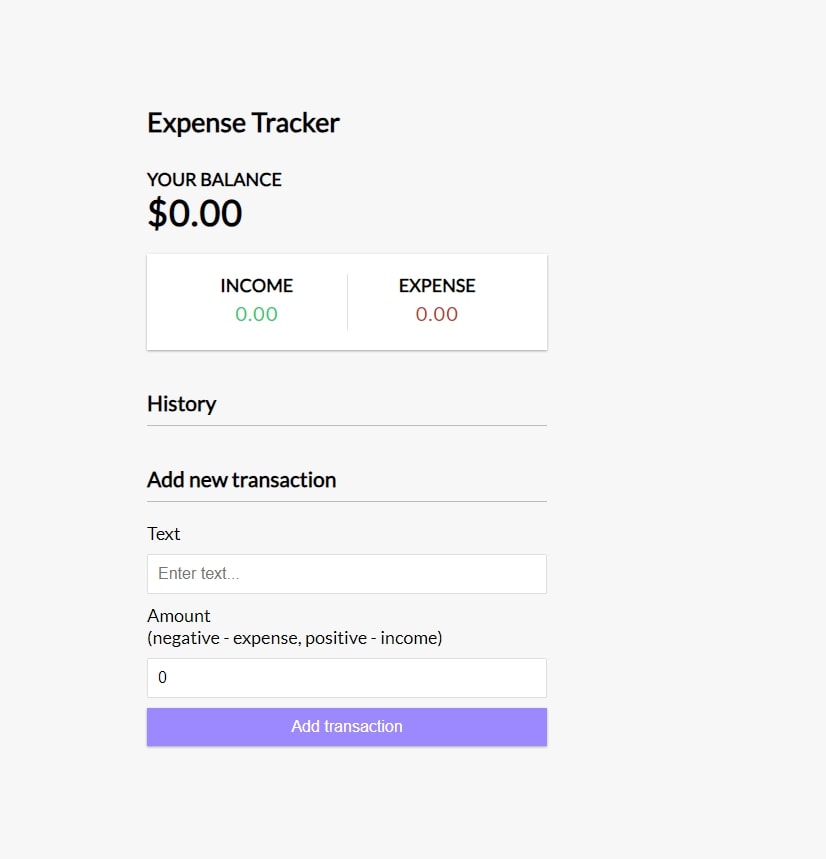 Expense Tracker
YOUR BALANCE
$0.00
INCOME EXPENSE
0.00 0.00
History
Add new transaction
Text
Enter text...
Amount
(negative - expense, positive - income)
0
Add transaction